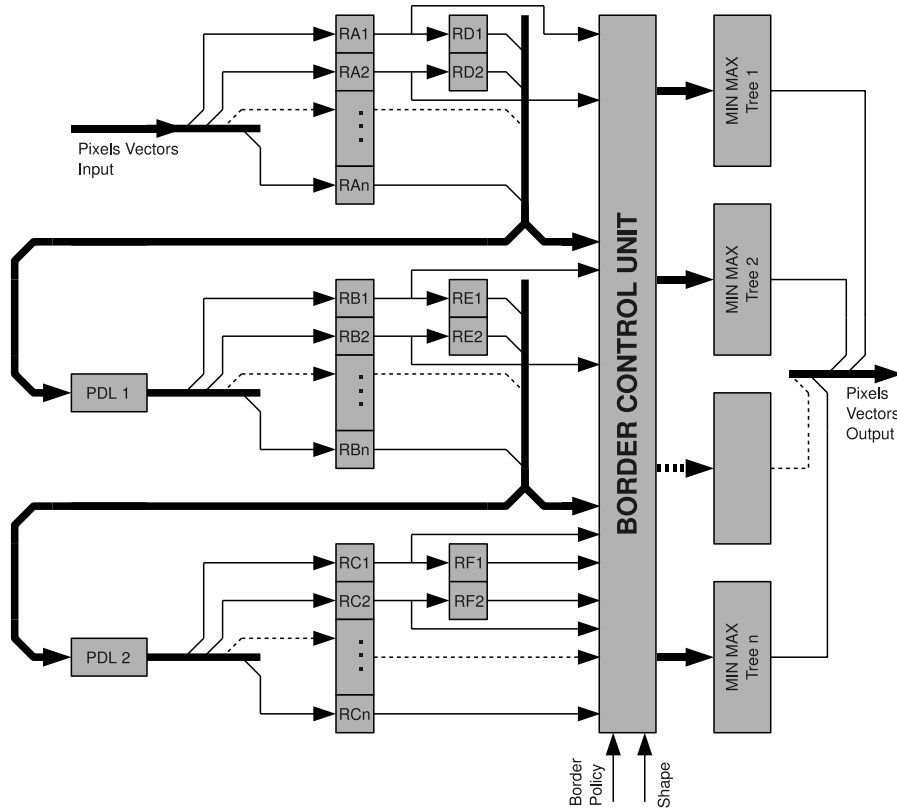 RA1
RD1
RA2
RD2
RAn
Pixels Vectors
Input
MIN MAX
Tree 1
BORDER CONTROL UNIT
MIN MAX
Tree 2
RB1
RE1
RB2
RE2
RBn
PDL 1
Pixels
Vectors
Output
RC1
RF1
RC2
RF2
RCn
PDL 2
MIN MAX
Tree n
Border
Policy
Shape